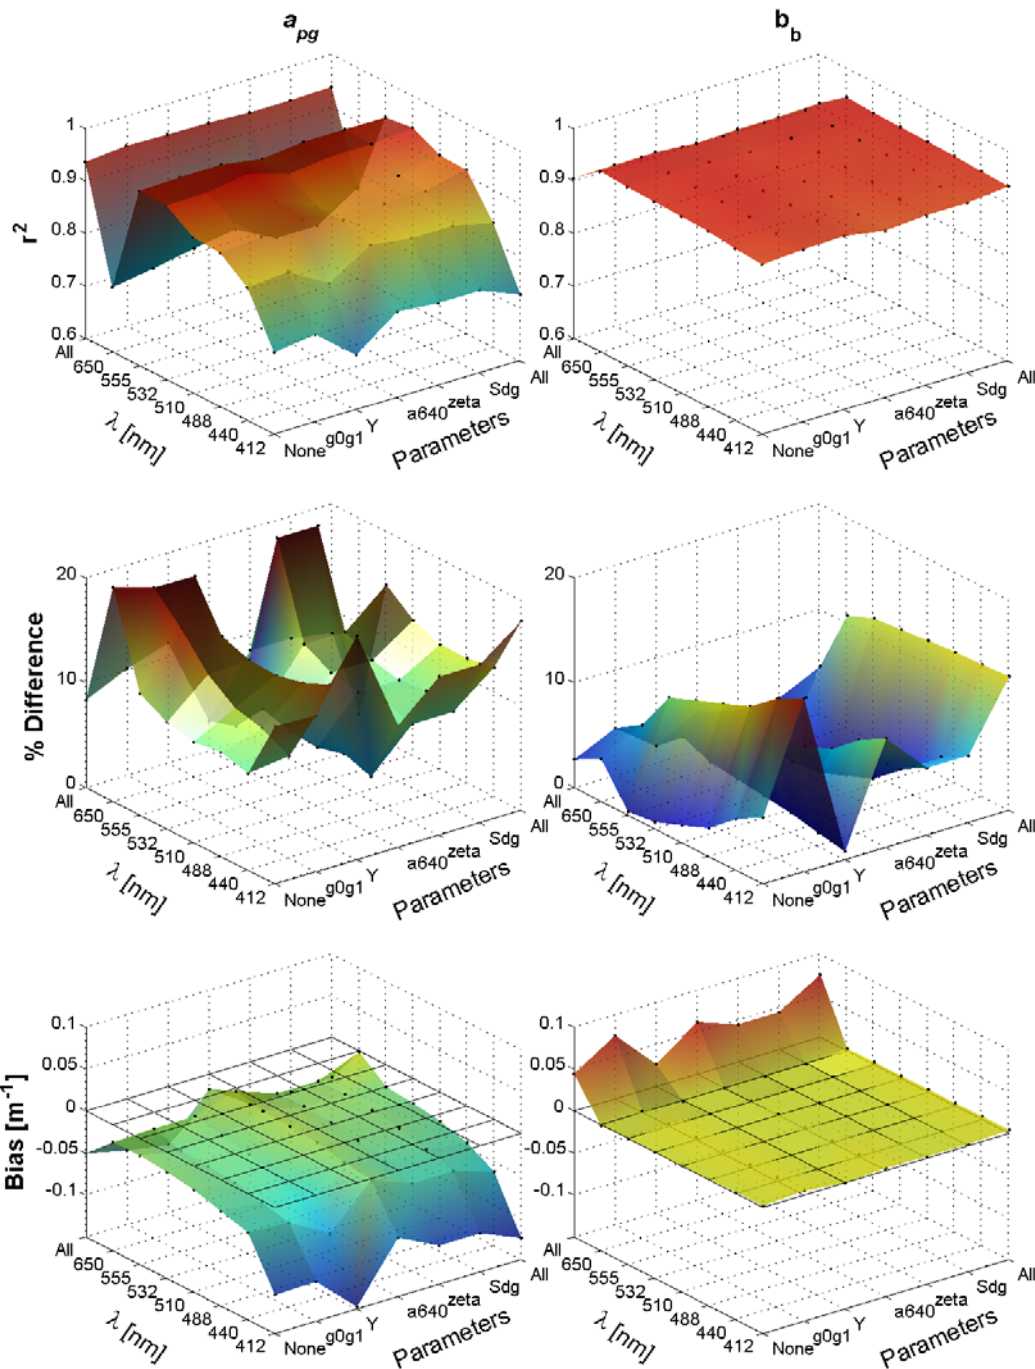 a_pg
b_b
r²
1
0.9
0.8
0.7
0.6
All
650
555
532
510
488
440
412
λ [nm]
None
g0g1
Y
a640
zeta
Sdg
All
Parameters
1
0.9
0.8
0.7
0.6
All
650
555
532
510
488
440
412
λ [nm]
None
g0g1
Y
a640
zeta
Sdg
All
Parameters
% Difference
20
10
0
All
650
555
532
510
488
440
412
λ [nm]
None
g0g1
Y
a640
zeta
Sdg
All
Parameters
20
10
0
All
650
555
532
510
488
440
412
λ [nm]
None
g0g1
Y
a640
zeta
Sdg
All
Parameters
Bias [m⁻¹]
0.1
0.05
0
-0.05
-0.1
All
650
555
532
510
488
440
412
λ [nm]
None
g0g1
Y
a640
zeta
Sdg
All
Parameters
0.1
0.05
0
-0.05
-0.1
All
650
555
532
510
488
440
412
λ [nm]
None
g0g1
Y
a640
zeta
Sdg
All
Parameters